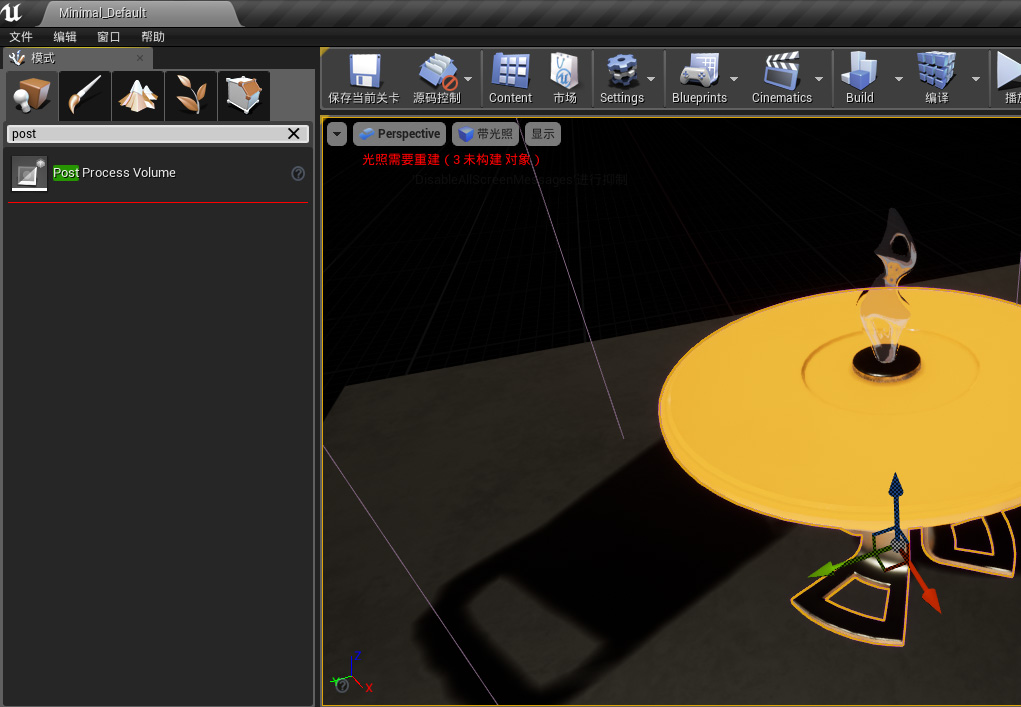 Minimal_Default
文件 编辑 窗口 帮助
模式
保存当前关卡 源码控制 Content 市场 Settings Blueprints Cinematics Build 编译 播放
post
Perspective 带光照 显示
光照需要重建 ( 3 未构建 对象 )
DisableAllScreenMessages 进行抑制
Post Process Volume
Z
Y
X